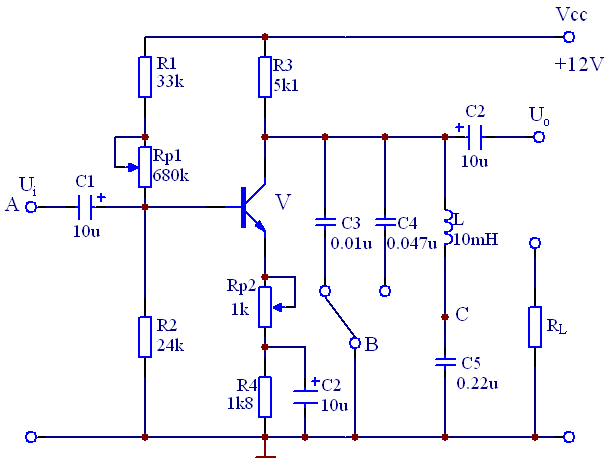 Vcc
+12V
R1
33k
R3
5k1
C2
10u
Uo
Rp1
680k
Ui
A
C1
10u
V
C3
0.01u
C4
0.047u
L
10mH
Rp2
1k
B
C
RL
R2
24k
C5
0.22u
R4
1k8
C2
10u
+
+
+